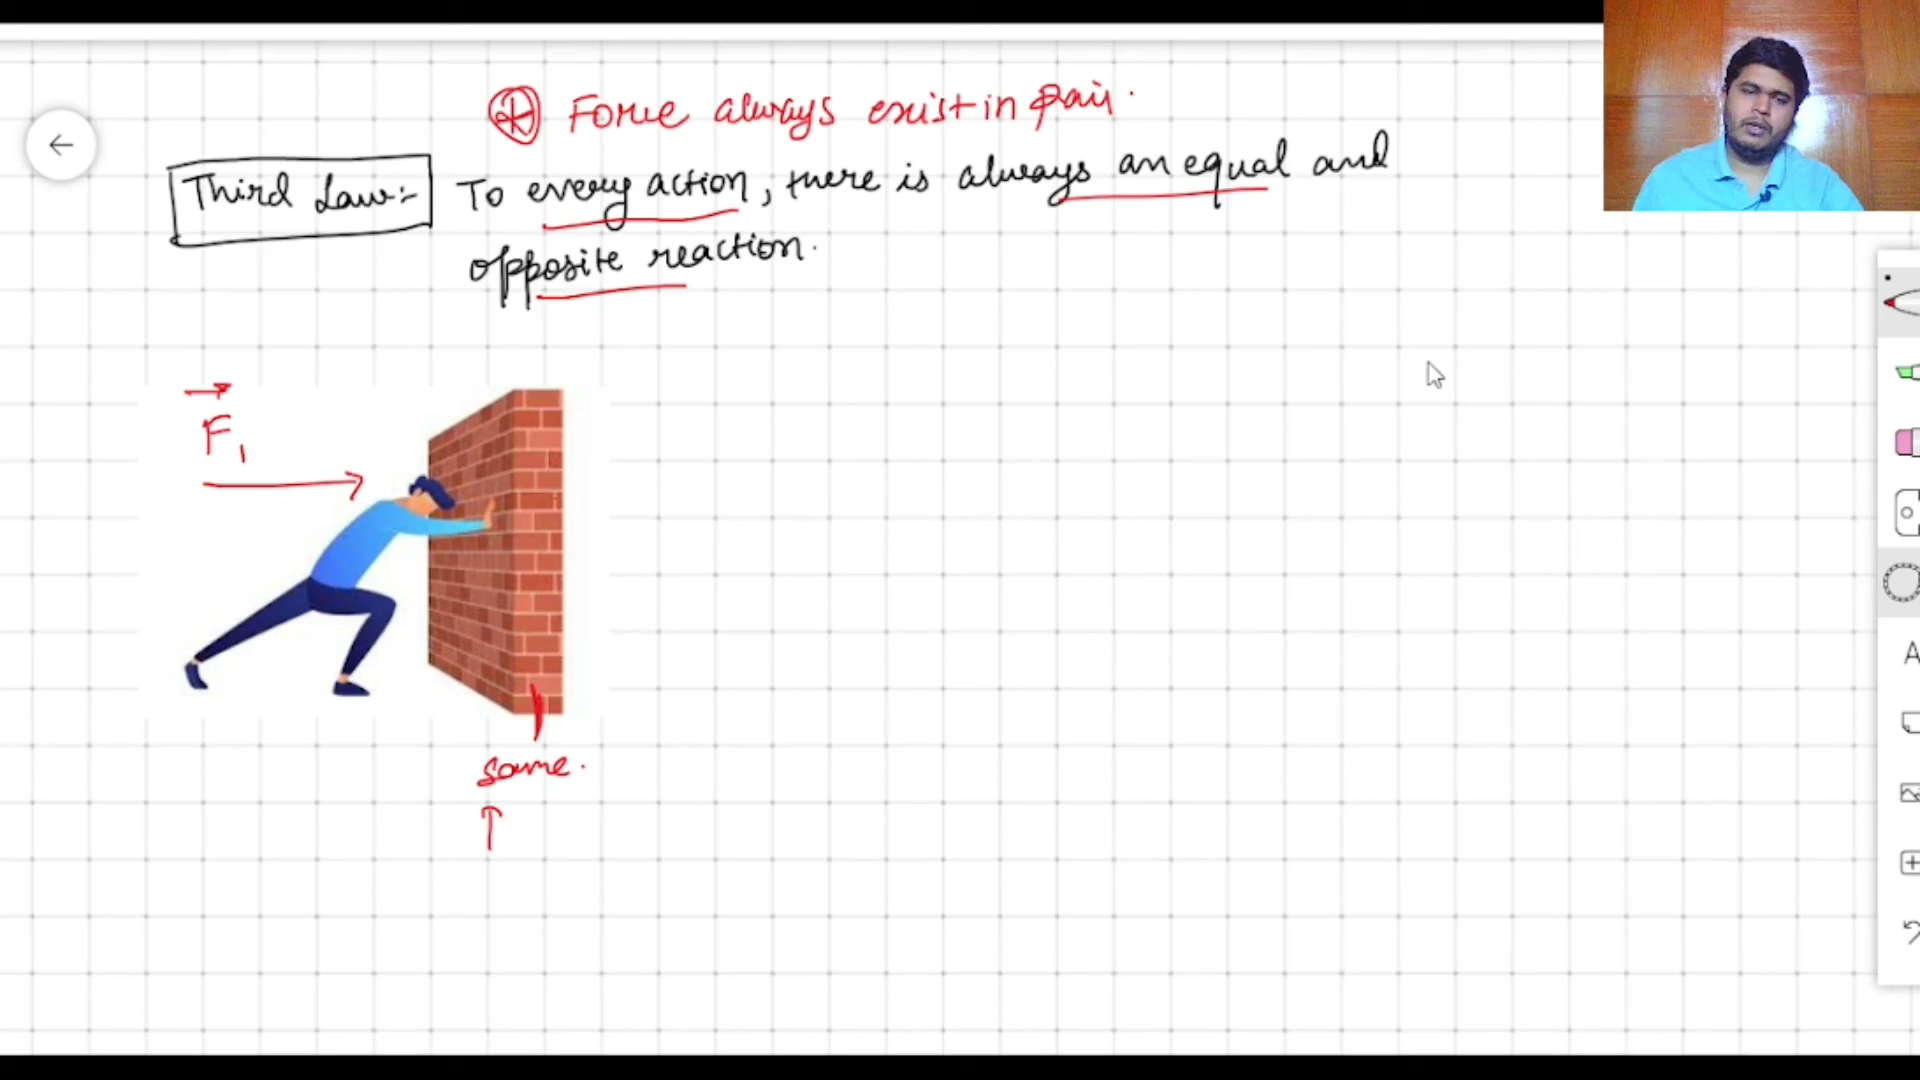 Force always exist in pair.
Third Law:- To every action, there is always an equal and
opposite reaction.
F1
same.
A